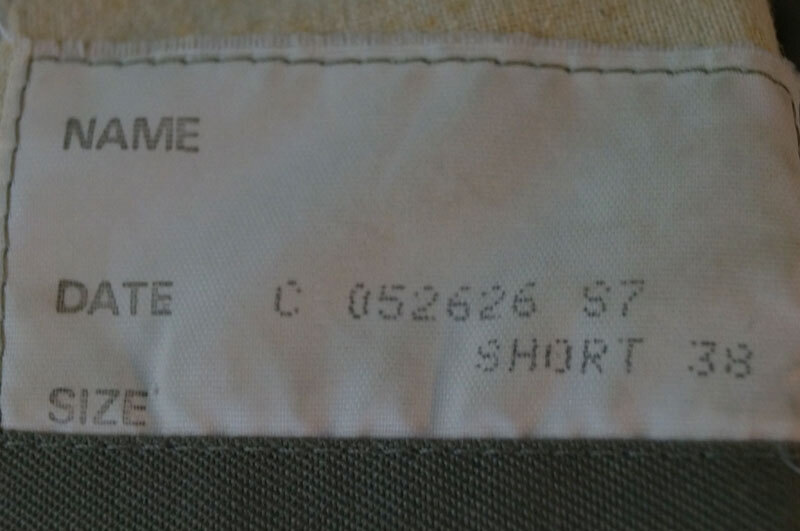 NAME
DATE C 052626 S7
SHORT 38
SIZE